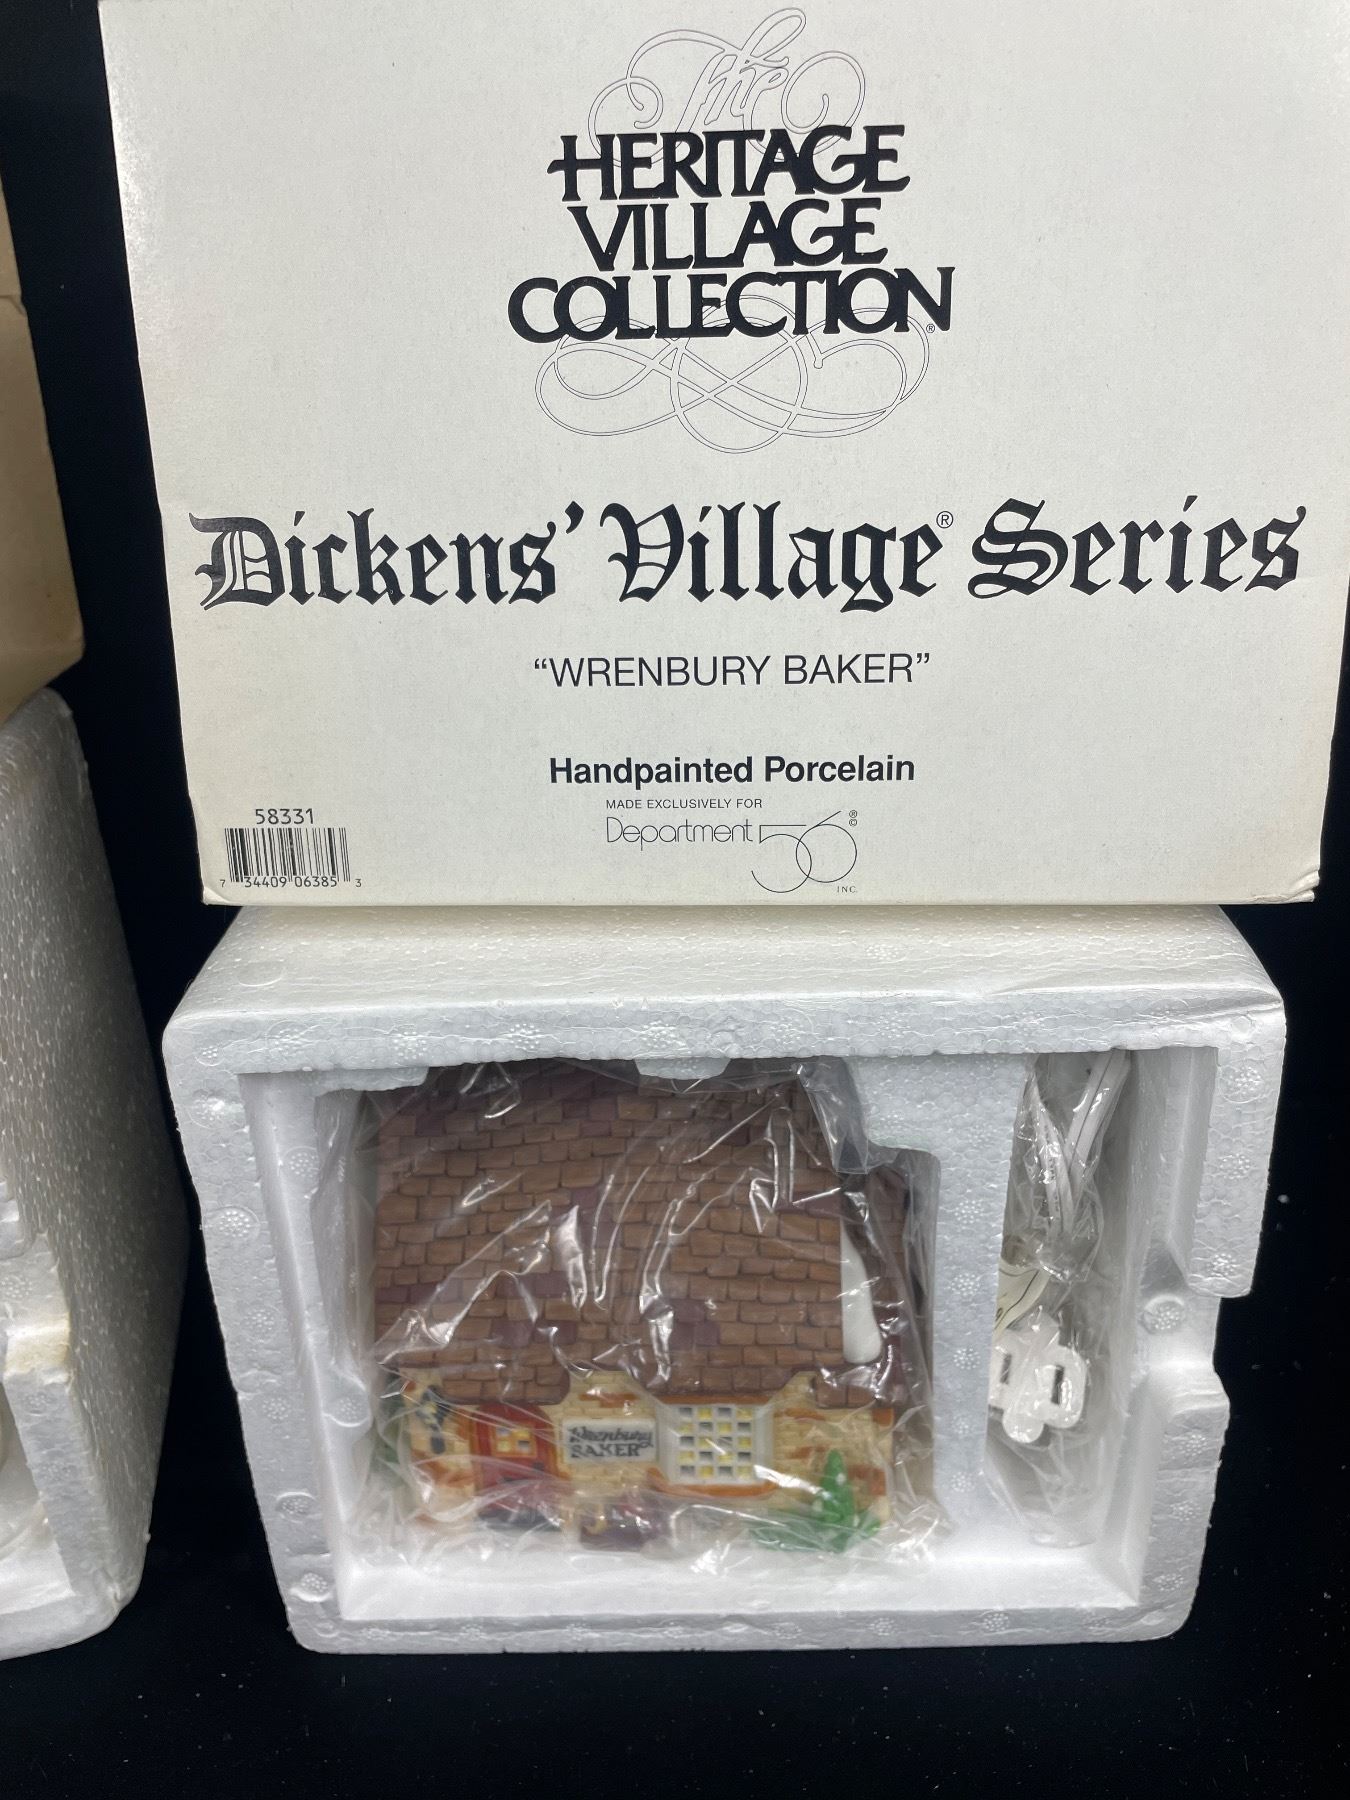 The
HERITAGE
VILLAGE
COLLECTION®
Dickens' Village® Series
“WRENBURY BAKER”
Handpainted Porcelain
MADE EXCLUSIVELY FOR
Department 56 ®©
INC.
58331
7 34409 06385 3
Wrenbury
BAKER